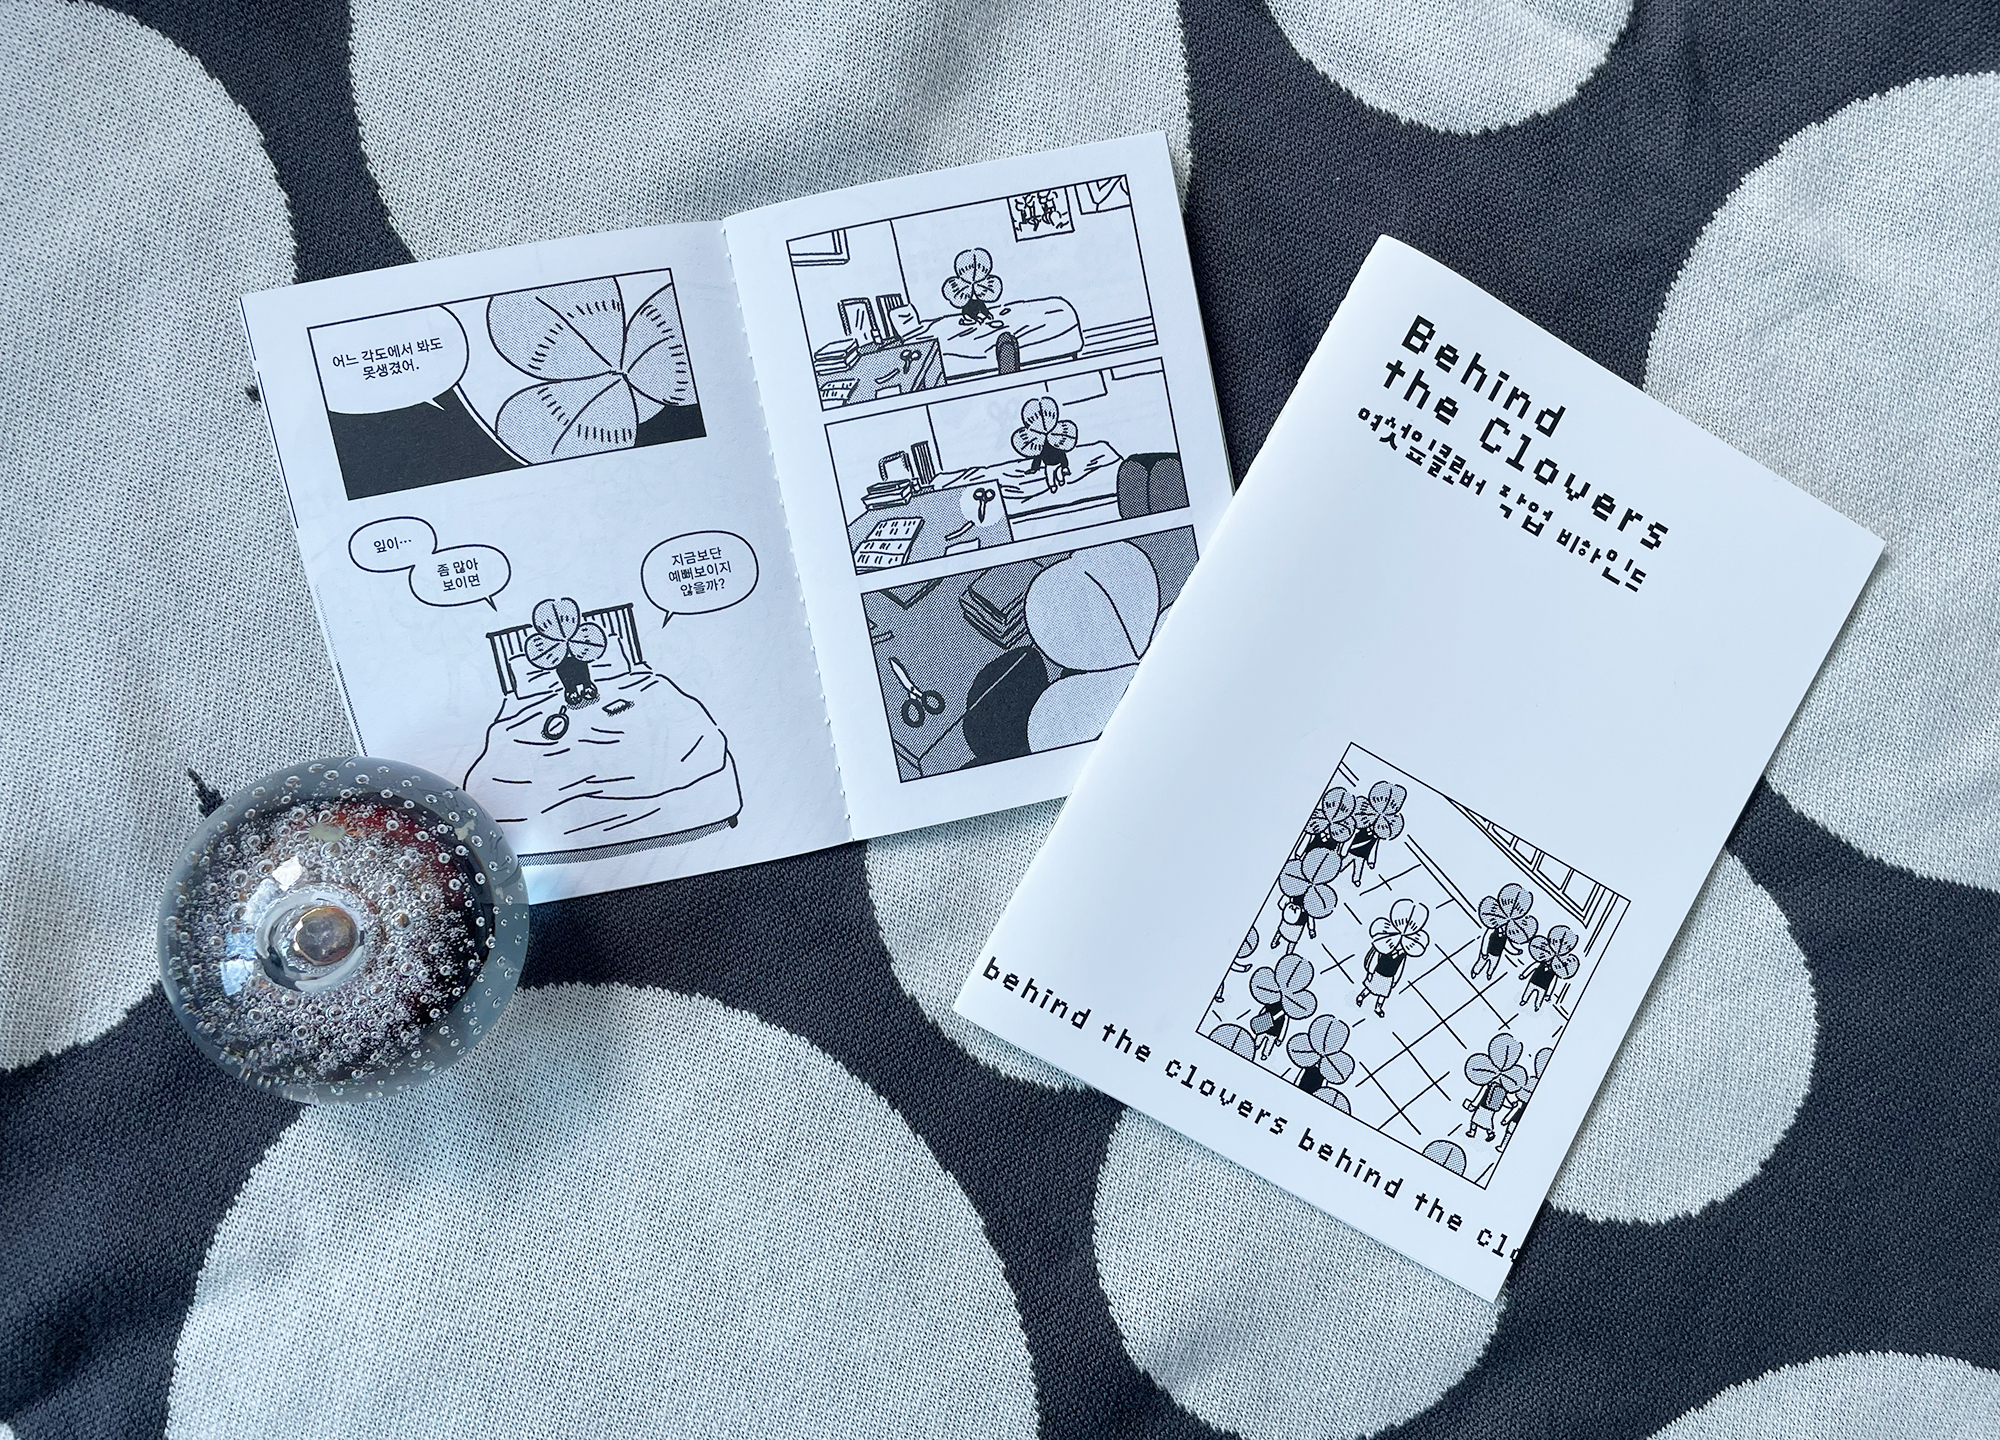 어느 각도에서 봐도
못생겼어.
잎이…
좀 많아
보이면
지금보단
예뻐보이지
않을까?
Behind
the Clovers
여섯잎클로버 작업 비하인드
behind the clovers behind the clo